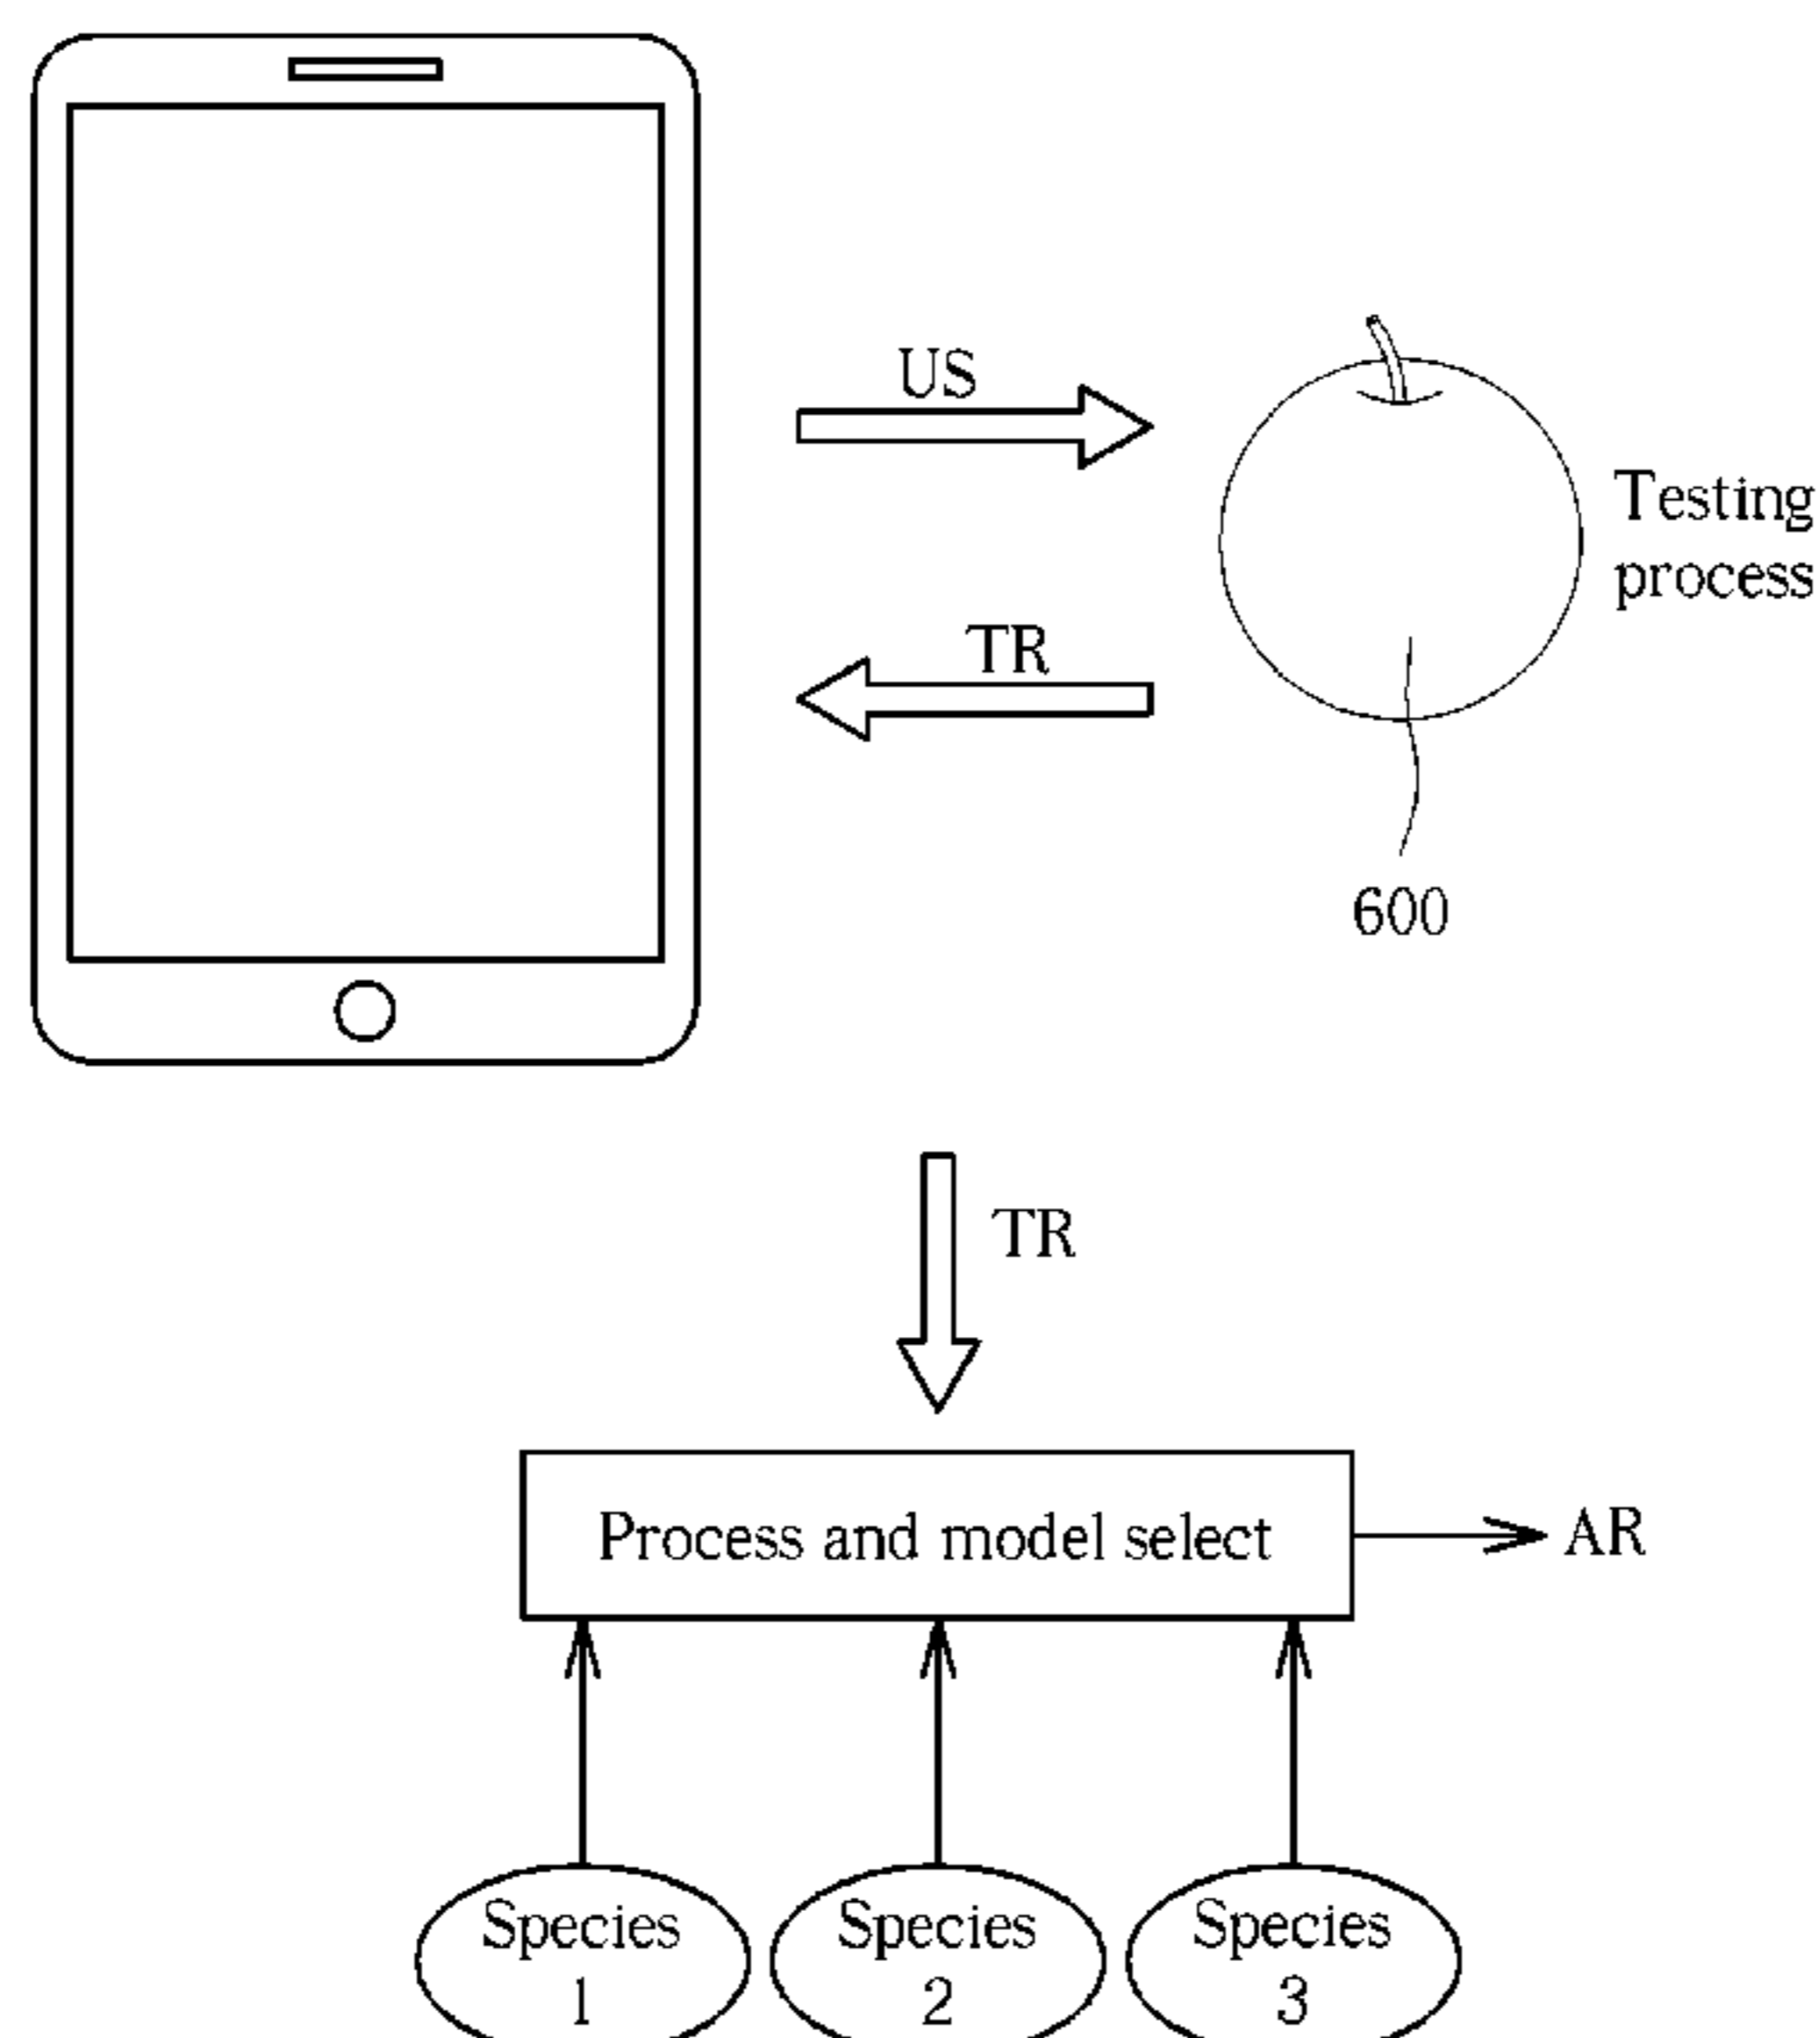 US
Testing
process
TR
600
TR
Process and model select
AR
Species
1
Species
2
Species
3